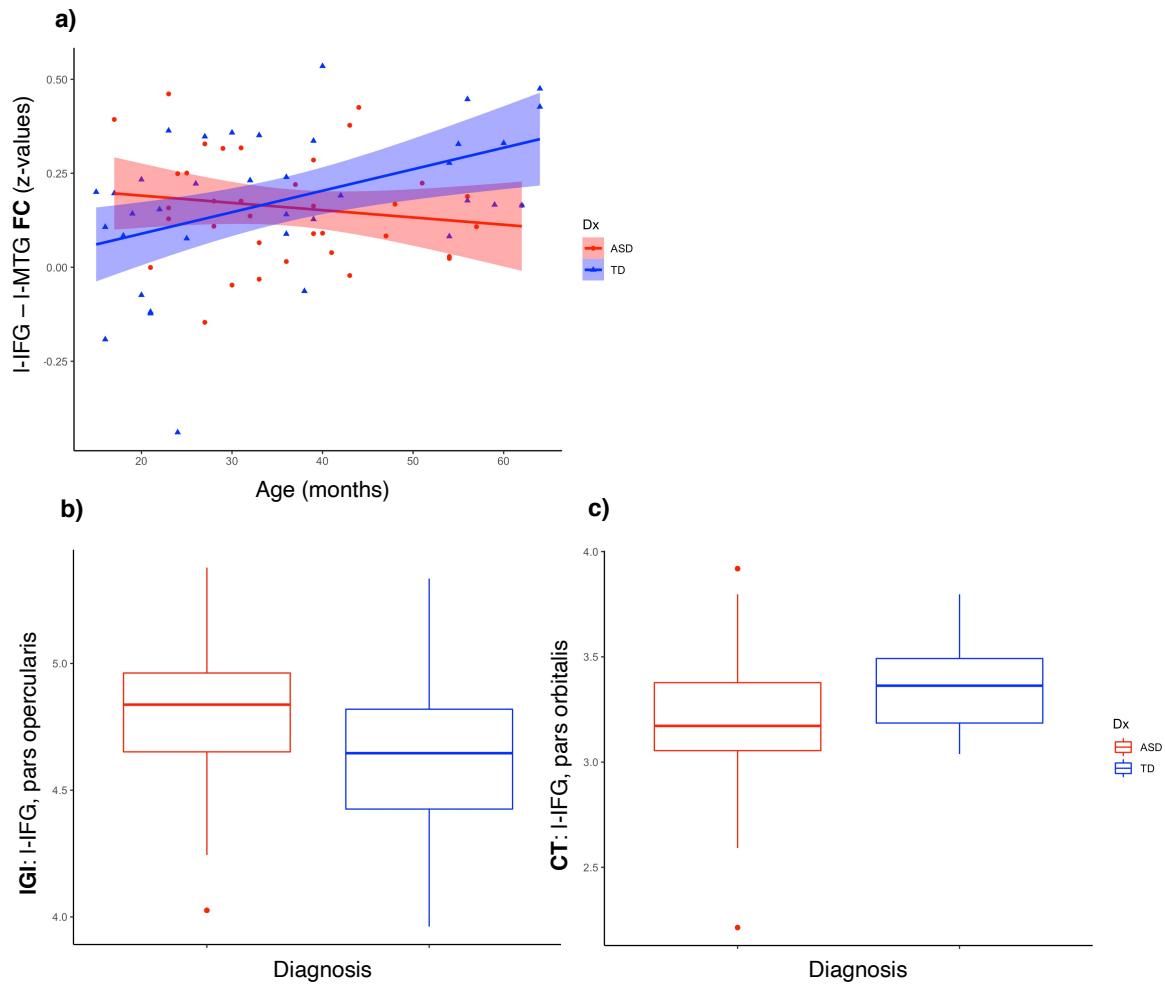 a)
l-IFG – l-MTG FC (z-values)
0.50
0.25
0.00
-0.25
20 30 40 50 60
Age (months)
Dx
ASD
TD
b)
lGI: l-IFG, pars opercularis
5.0
4.5
4.0
Diagnosis
c)
CT: l-IFG, pars orbitalis
4.0
3.5
3.0
2.5
Diagnosis
Dx
ASD
TD